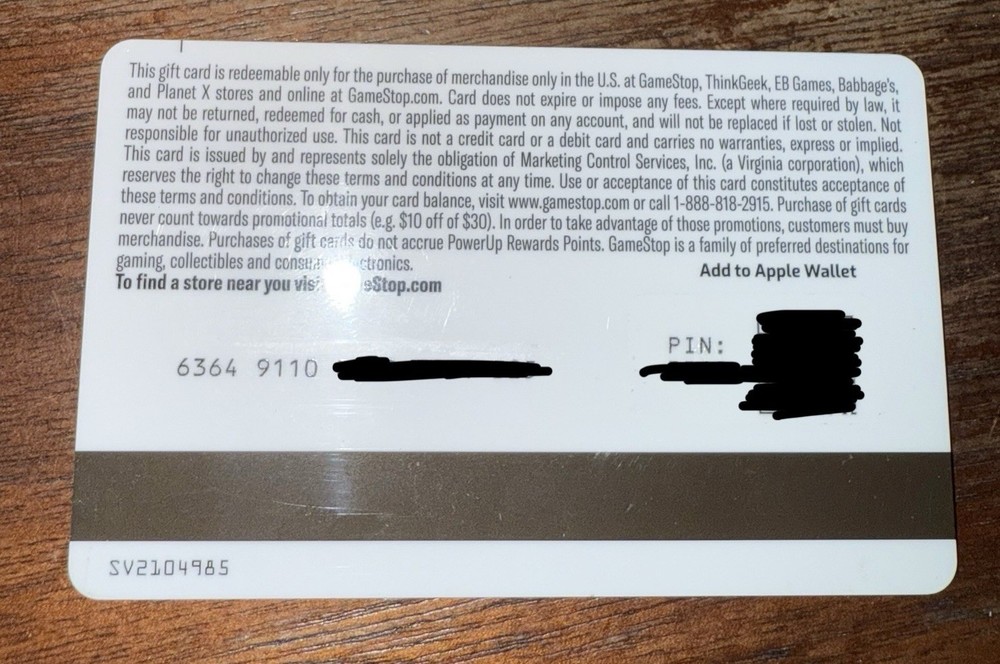 This gift card is redeemable only for the purchase of merchandise only in the U.S. at GameStop, ThinkGeek, EB Games, Babbage's,
and Planet X stores and online at GameStop.com. Card does not expire or impose any fees. Except where required by law, it
may not be returned, redeemed for cash, or applied as payment on any account, and will not be replaced if lost or stolen. Not
responsible for unauthorized use. This card is not a credit card or a debit card and carries no warranties, express or implied.
This card is issued by and represents solely the obligation of Marketing Control Services, Inc. (a Virginia corporation), which
reserves the right to change these terms and conditions at any time. Use or acceptance of this card constitutes acceptance of
these terms and conditions. To obtain your card balance, visit www.gamestop.com or call 1-888-818-2915. Purchase of gift cards
never count towards promotional totals (e.g. $10 off of $30). In order to take advantage of those promotions, customers must buy
merchandise. Purchases of gift cards do not accrue PowerUp Rewards Points. GameStop is a family of preferred destinations for
gaming, collectibles and
To find a store near you
Add to Apple Wallet
PIN:
6364 9110
SV2104985